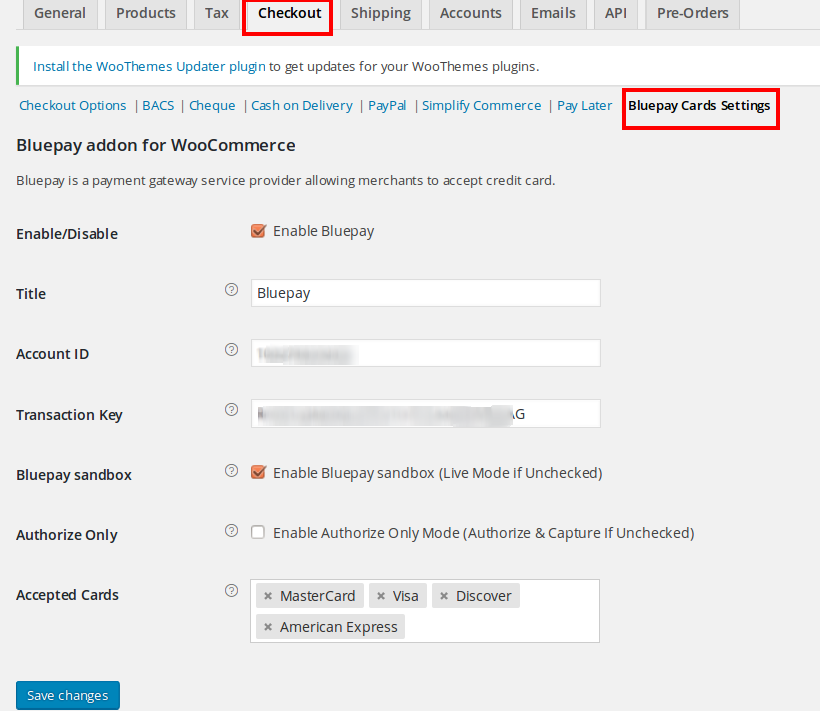 General Products Tax Checkout Shipping Accounts Emails API Pre-Orders
Install the WooThemes Updater plugin to get updates for your WooThemes plugins.
Checkout Options | BACS | Cheque | Cash on Delivery | PayPal | Simplify Commerce | Pay Later Bluepay Cards Settings
Bluepay addon for WooCommerce
Bluepay is a payment gateway service provider allowing merchants to accept credit card.
Enable/Disable Enable Bluepay
Title ? Bluepay
Account ID ?
Transaction Key ? AG
Bluepay sandbox ? Enable Bluepay sandbox (Live Mode if Unchecked)
Authorize Only ? Enable Authorize Only Mode (Authorize & Capture If Unchecked)
Accepted Cards ? × MasterCard × Visa × Discover
× American Express
Save changes